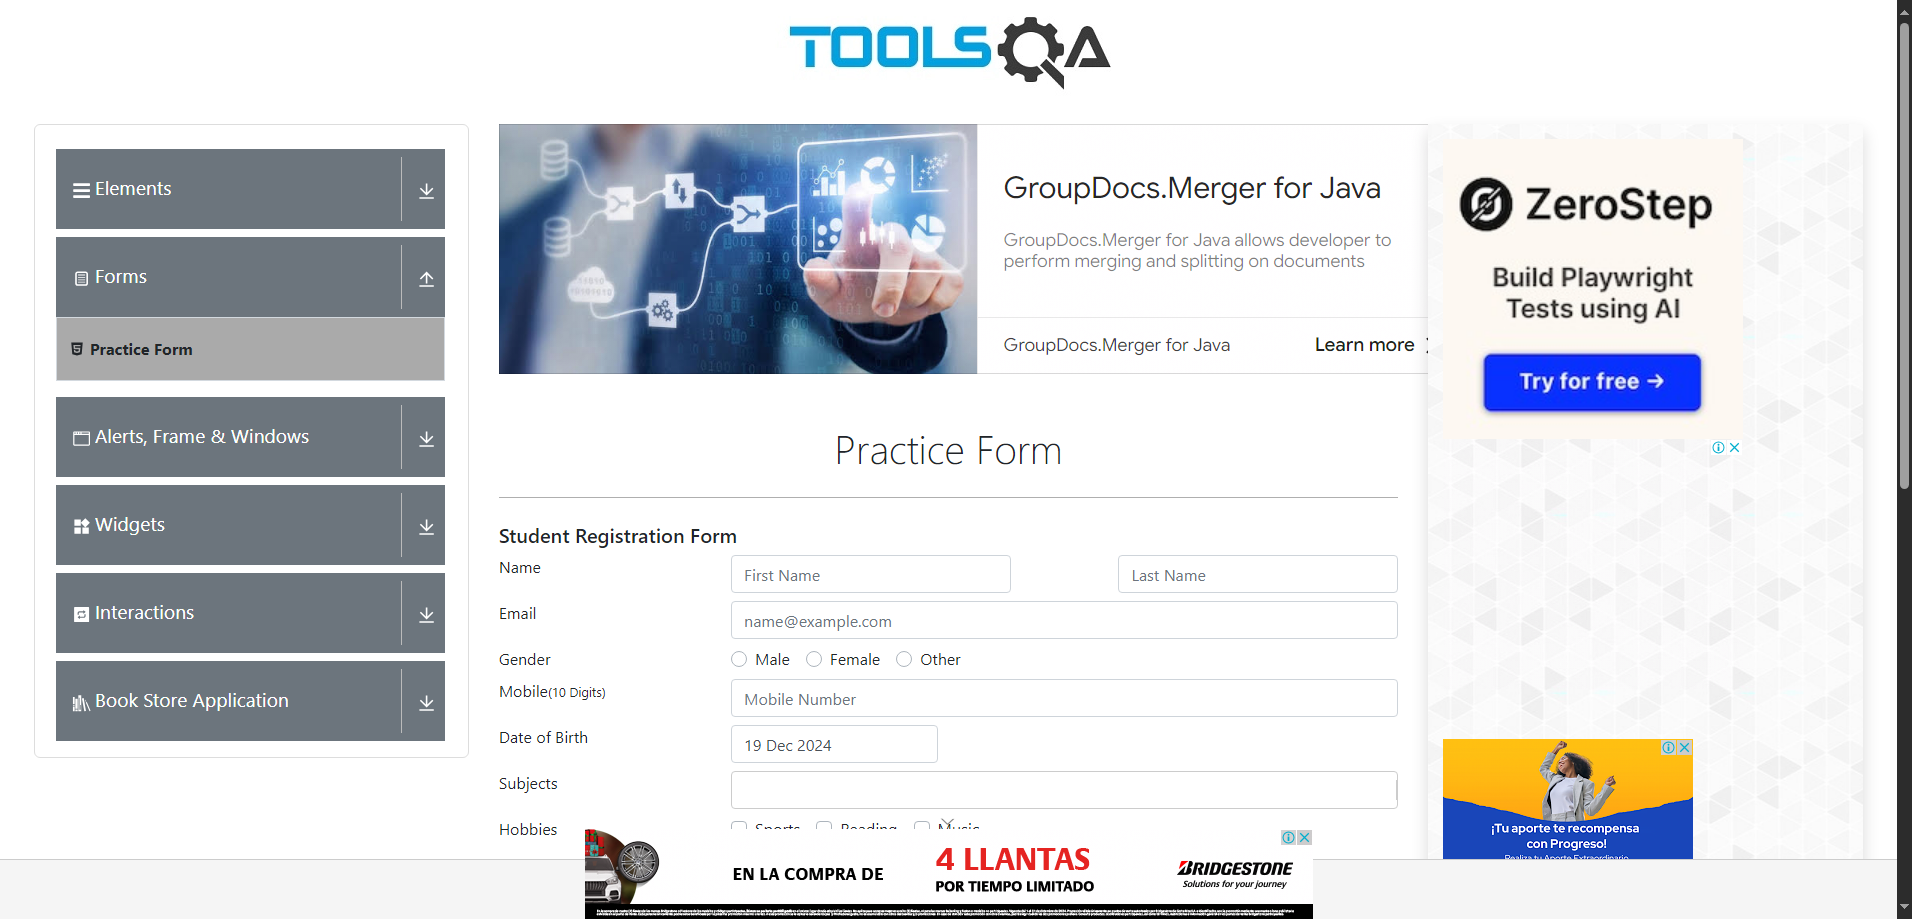 TOOLSQA
Elements
Forms
Practice Form
Alerts, Frame & Windows
Widgets
Interactions
Book Store Application
GroupDocs.Merger for Java
GroupDocs.Merger for Java allows developer to
perform merging and splitting on documents
GroupDocs.Merger for Java
Learn more
ZeroStep
Build Playwright
Tests using AI
Try for free →
Practice Form
Student Registration Form
Name
First Name
Last Name
Email
name@example.com
Gender
Male
Female
Other
Mobile(10 Digits)
Mobile Number
Date of Birth
19 Dec 2024
Subjects
Hobbies
Sports
Reading
Music
¡Tu aporte te recompensa
con Progreso!
Realiza tu Aporte Extraordinario
EN LA COMPRA DE
4 LLANTAS
POR TIEMPO LIMITADO
BRIDGESTONE
Solutions for your journey